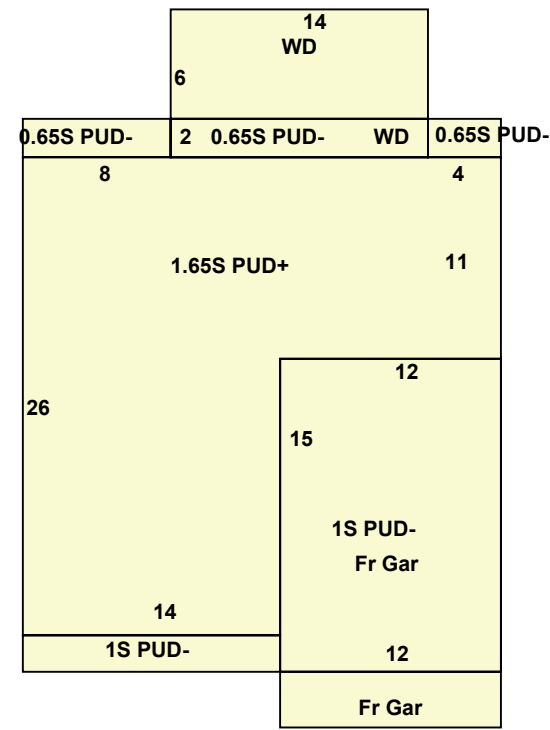 14
WD
6
0.65S PUD-
2 0.65S PUD- WD
0.65S PUD-
8
4
1.65S PUD+
11
12
26
15
1S PUD-
Fr Gar
14
1S PUD-
12
Fr Gar